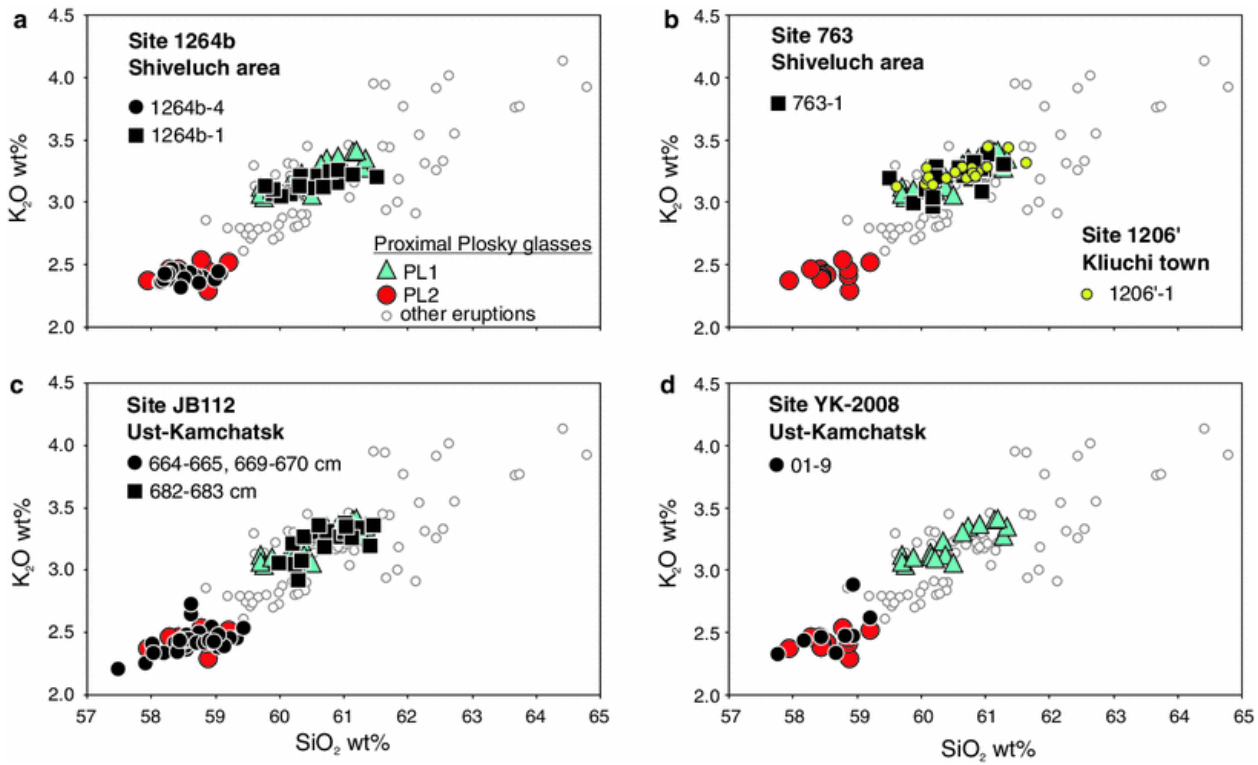 a
Site 1264b
Shiveluch area
1264b-4
1264b-1
Proximal Plosky glasses
PL1
PL2
other eruptions
K₂O wt%
4.5
4.0
3.5
3.0
2.5
2.0
b
Site 763
Shiveluch area
763-1
Site 1206'
Kliuchi town
1206'-1
K₂O wt%
4.5
4.0
3.5
3.0
2.5
2.0
c
Site JB112
Ust-Kamchatsk
664-665, 669-670 cm
682-683 cm
K₂O wt%
4.5
4.0
3.5
3.0
2.5
2.0
57 58 59 60 61 62 63 64 65
SiO₂ wt%
d
Site YK-2008
Ust-Kamchatsk
01-9
K₂O wt%
4.5
4.0
3.5
3.0
2.5
2.0
57 58 59 60 61 62 63 64 65
SiO₂ wt%